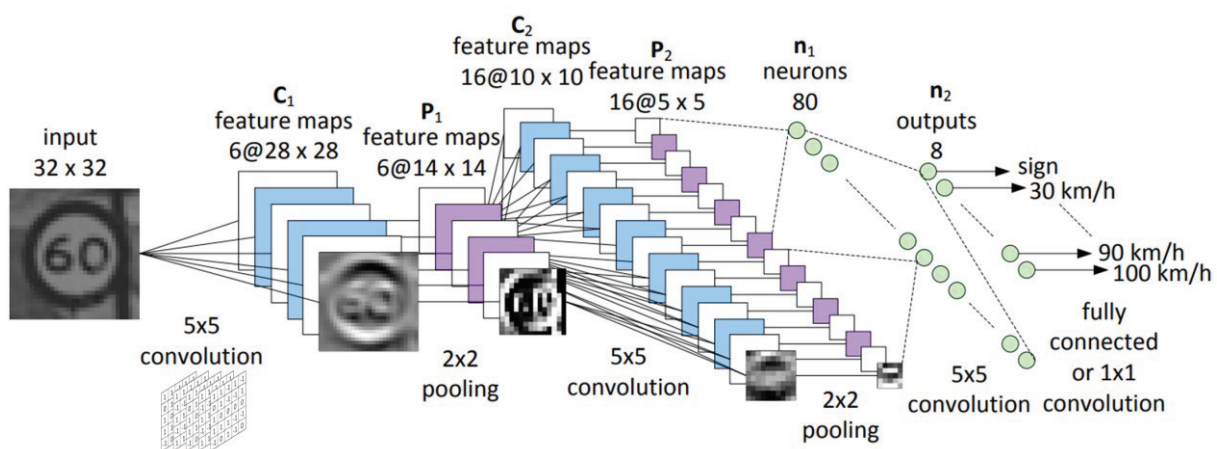 input
32 x 32
60
C1
feature maps
6@28 x 28
P1
feature maps
6@14 x 14
C2
feature maps
16@10 x 10
P2
feature maps
16@5 x 5
n1
neurons
80
n2
outputs
8
sign
30 km/h
90 km/h
100 km/h
5x5
convolution
2x2
pooling
5x5
convolution
2x2
pooling
5x5
convolution
fully
connected
or 1x1
convolution